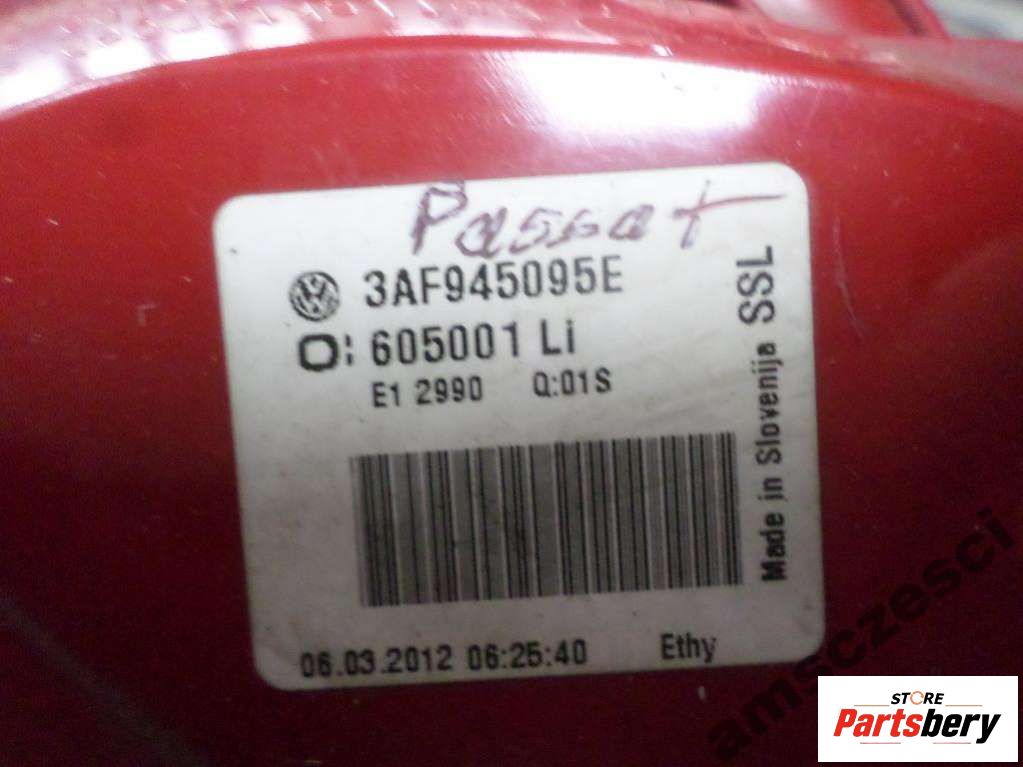 Passat
3AF945095E
605001 Li
E1 2990 Q:01S
Made in Slovenija SSL
06.03.2012 06:25:40 Ethy
amsczesci
STORE
Partsbery